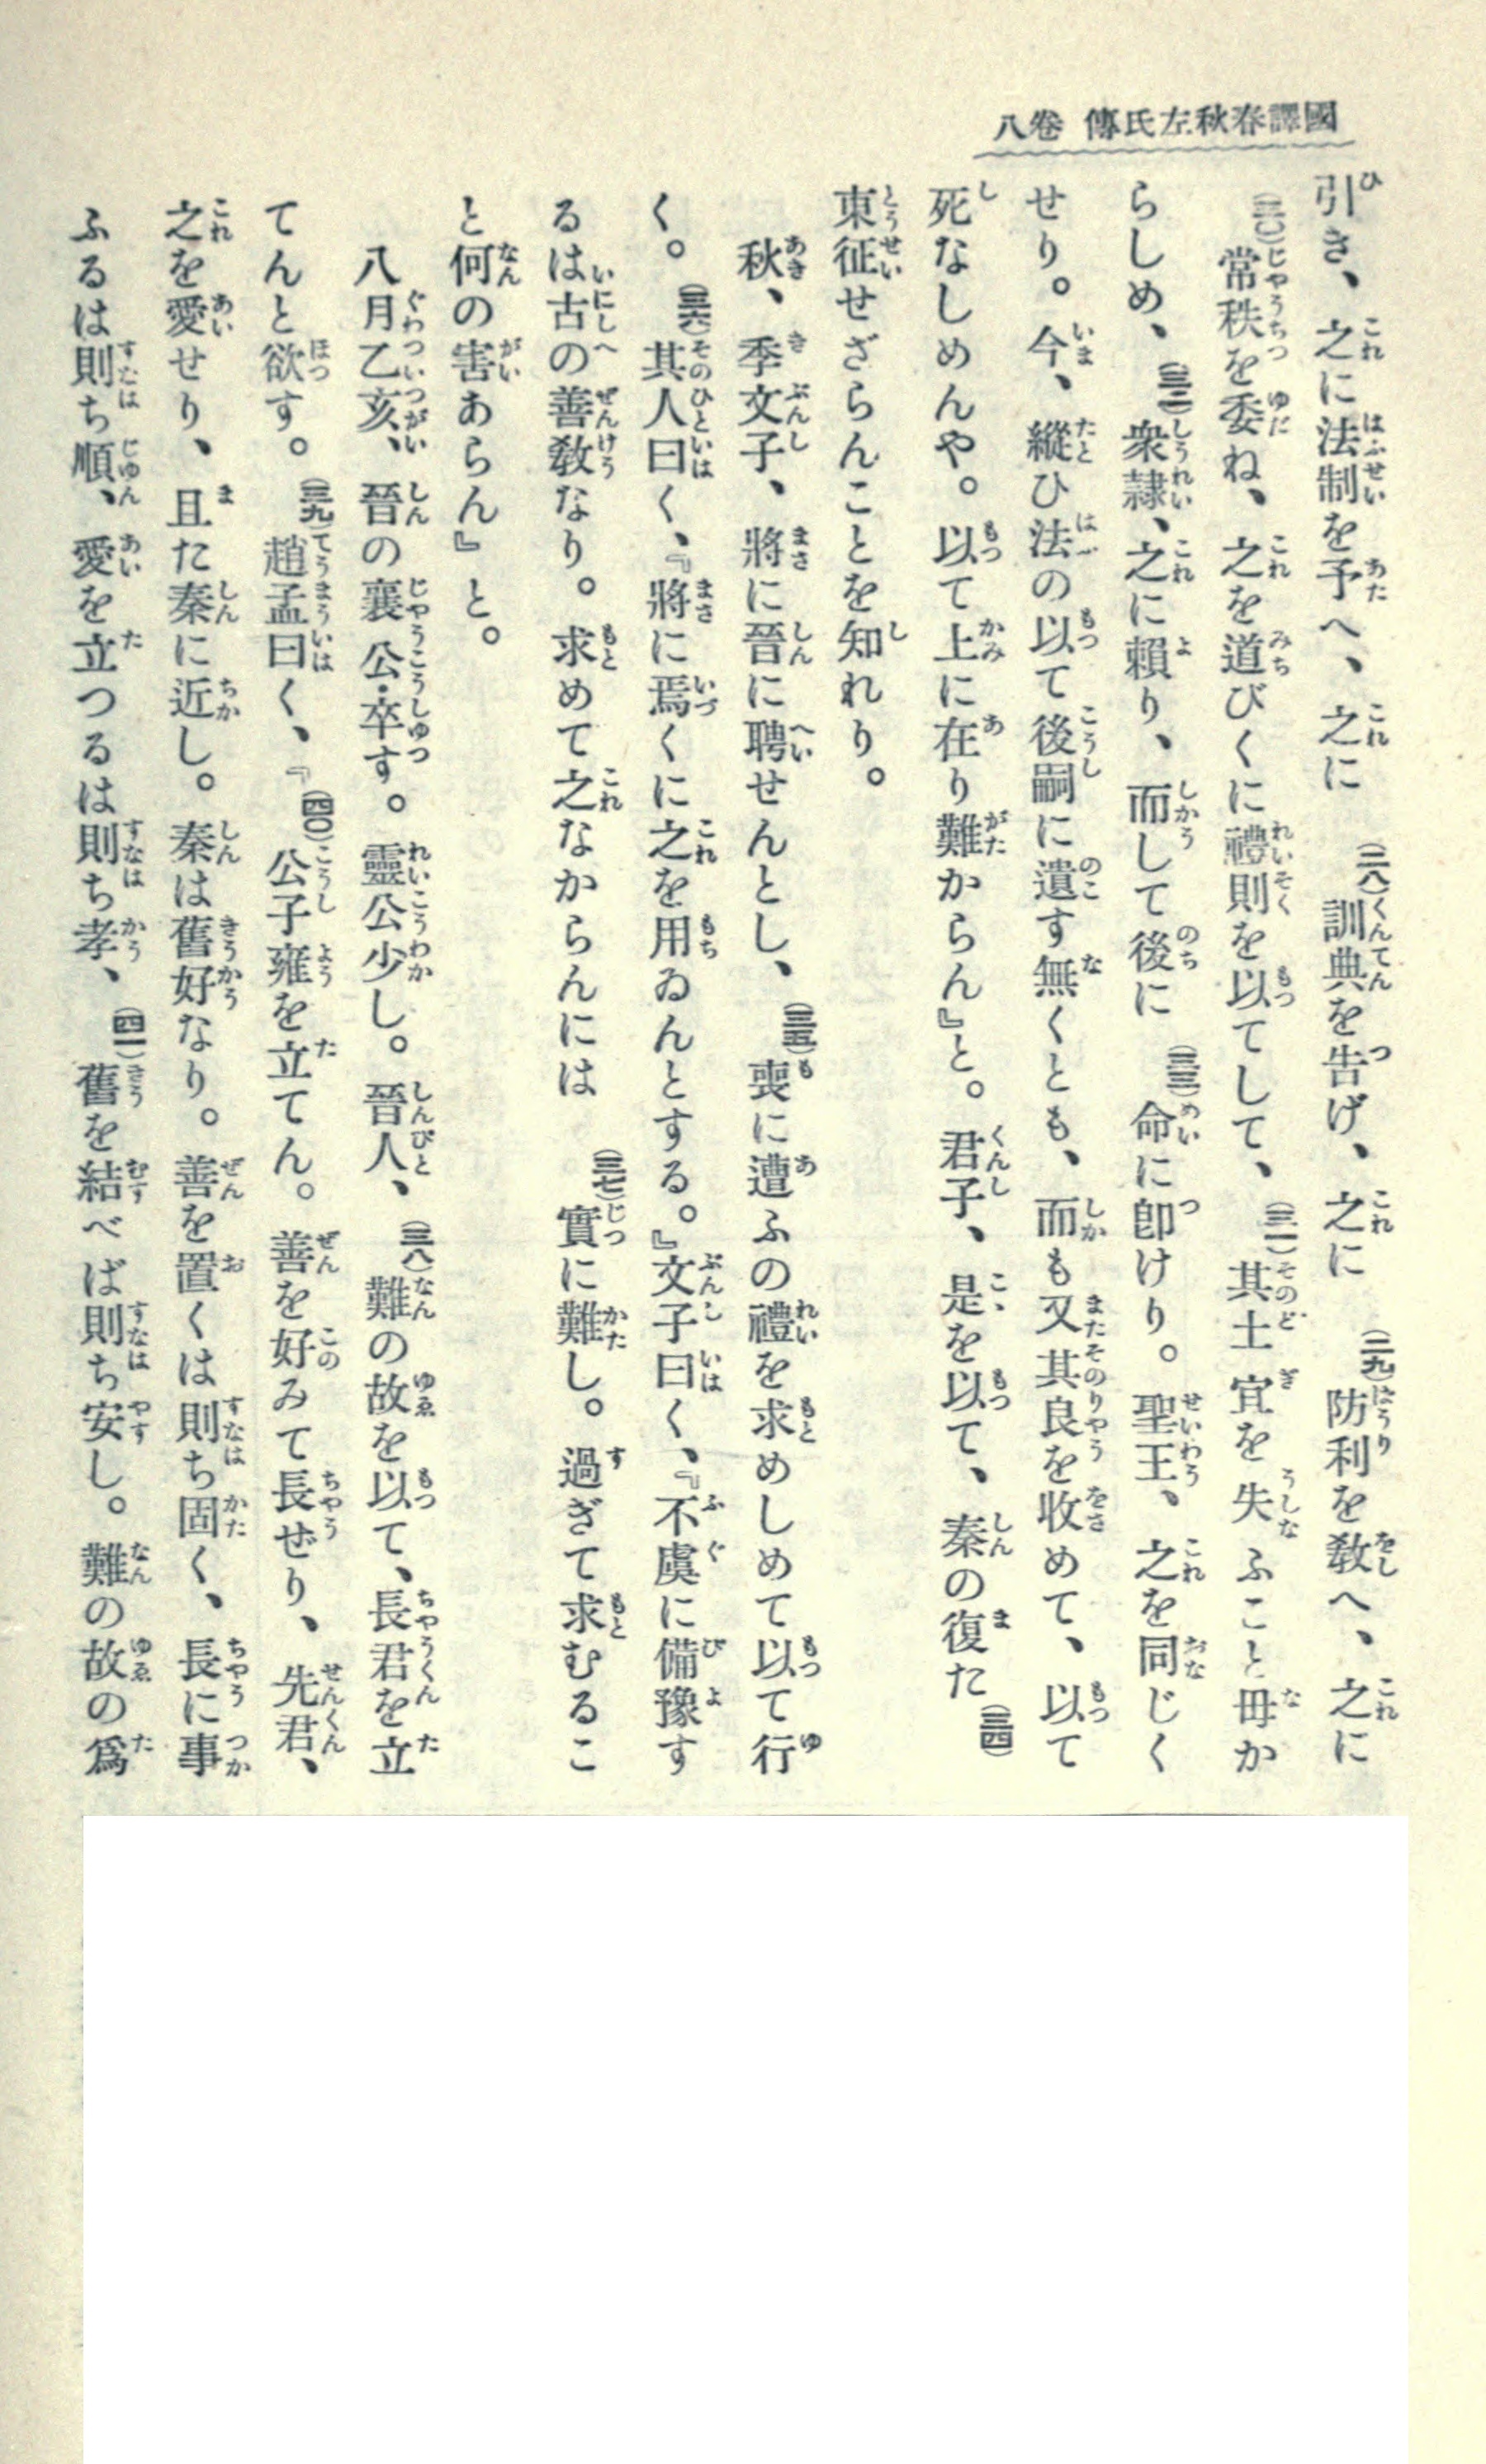 國譯春秋左氏傳 卷八
引き、之に法制を予へ、之に(二八)訓典を告げ、之に(二九)防利を敎へ、之に
(三〇)常秩を委ね、之を道びくに禮則を以てして、(三一)其土宜を失ふこと毋か
らしめ、(三二)衆隷、之に賴り、而して後に(三三)命に卽けり。聖王、之を同じく
せり。今、縱ひ法の以て後嗣に遺す無くとも、而も又其良を收めて、以て
死なしめんや。以て上に在り難からん』と。君子、是を以て、秦の復た(三四)
東征せざらんことを知れり。
秋、季文子、將に晉に聘せんとし、(三五)喪に遭ふの禮を求めしめて以て行
く。(三六)其人曰く、『將に焉くに之を用ゐんとする。』文子曰く、『不虞に備豫す
るは古の善敎なり。求めて之なからんには(三七)實に難し。過ぎて求むるこ
と何の害あらん』と。
八月乙亥、晉の襄公・卒す。靈公少し。晉人、(三八)難の故を以て、長君を立
てんと欲す。(三九)趙孟曰く、『(四〇)公子雍を立てん。善を好みて長ぜり、先君、
之を愛せり、且た秦に近し。秦は舊好なり。善を置くは則ち固く、長に事
ふるは則ち順、愛を立つるは則ち孝、(四一)舊を結べば則ち安し。難の故の爲